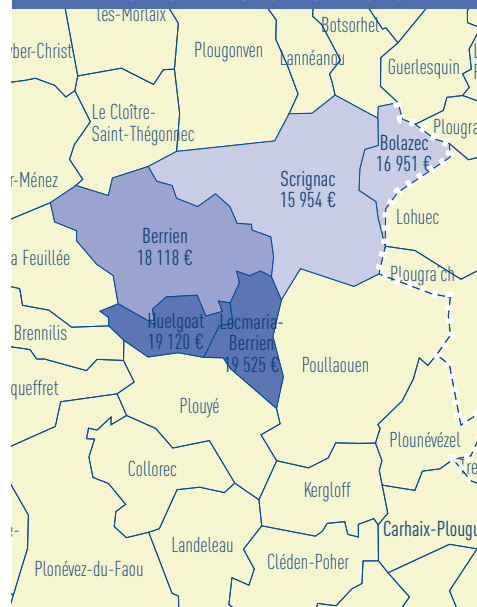 les-Morlaix
Botsorhel
yber-Christ
Plougonven
Lannéanou
Guerlesquin
Le Cloître-
Saint-Thégonnec
Plougra
Bolazec
16 951 €
r-Ménez
Scrignac
15 954 €
Lohuec
Berrien
18 118 €
a Feuillée
Plougra ch
Brennilis
Huelgoat
19 120 €
Locmaria-
Berrien
19 525 €
Poullaouen
queffret
Plouyé
Plounévézel
Collorec
Kergloff
Carhaix-Plougu
Landeleau
Cléden-Poher
Plonévez-du-Faou